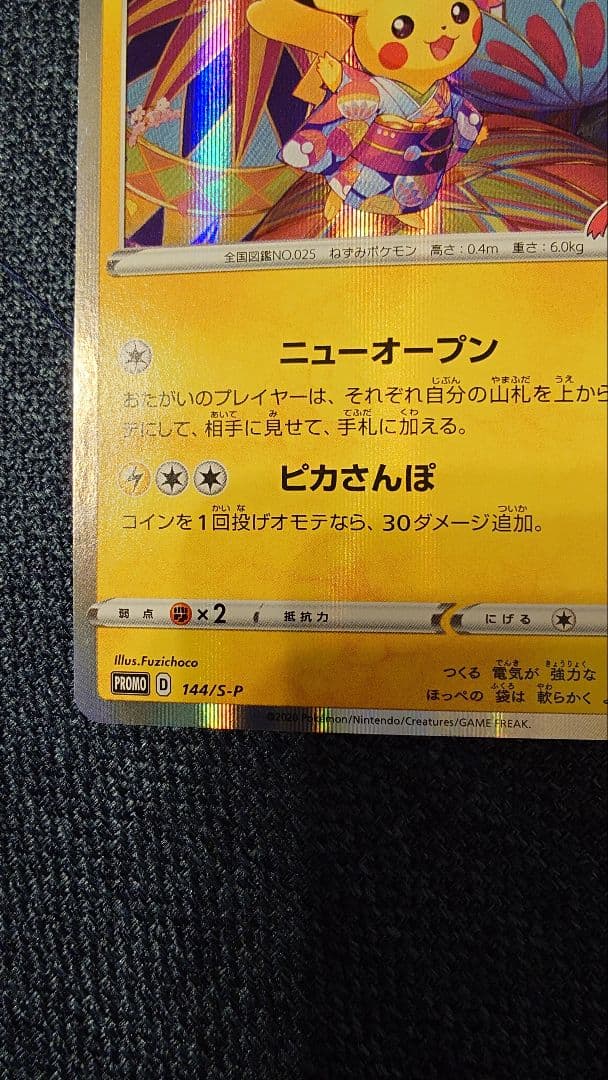 全国図鑑NO.025 ねずみポケモン 高さ:0.4m 重さ:6.0kg
ニューオープン
おたがいのプレイヤーは、それぞれ自分の山札を上から
にして、相手に見せて、手札に加える。
ピカさんぽ
コインを1回投げオモテなら、30ダメージ追加。
弱点 ×2 抵抗力 にげる
Illus.Fuzichoco
つくる 電気が 強力な
PROMO D 144/S-P
ほっぺの 袋は 軟らかく
©2020 Pokémon/Nintendo/Creatures/GAME FREAK.